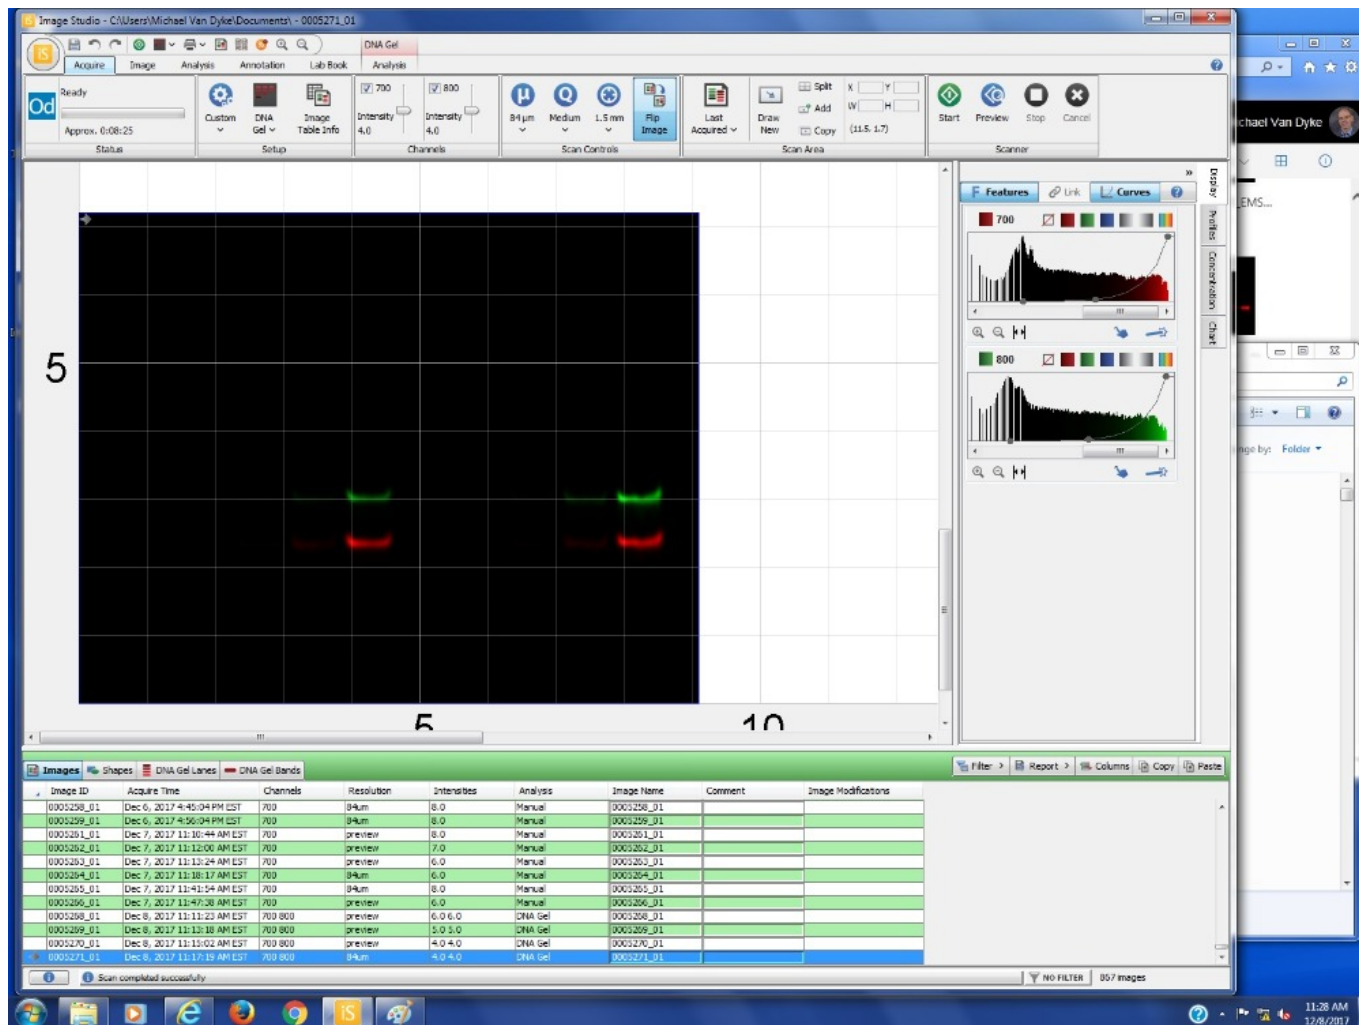 Image Studio - C:\Users\Michael Van Dyke\Documents\ - 0005271_01
DNA Gel
Acquire Image Analysis Annotation Lab Book Analysis
Od
Ready
Approx. 0:08:25
Status
Custom
DNA Gel
Image Table Info
Setup
700
Intensity
4.0
800
Intensity
4.0
Channels
84 µm
Medium
1.5 mm
Flip Image
Scan Controls
Last Acquired
Draw New
Split
Add
Copy
X Y
W H
(11.5, 1.7)
Scan Area
Start
Preview
Stop
Cancel
Scanner
chael Van Dyke
_EMS...
nge by: Folder
Features Link Curves
700
800
Display
Profiles
Concentration
Chart
5
5
10
Images Shapes DNA Gel Lanes DNA Gel Bands
Filter > Report > Columns Copy Paste
Image ID Acquire Time Channels Resolution Intensities Analysis Image Name Comment Image Modifications
0005258_01 Dec 6, 2017 4:45:04 PM EST 700 84um 8.0 Manual 0005258_01
0005259_01 Dec 6, 2017 4:56:04 PM EST 700 84um 8.0 Manual 0005259_01
0005261_01 Dec 7, 2017 11:10:44 AM EST 700 preview 8.0 Manual 0005261_01
0005262_01 Dec 7, 2017 11:12:00 AM EST 700 preview 7.0 Manual 0005262_01
0005263_01 Dec 7, 2017 11:13:24 AM EST 700 preview 6.0 Manual 0005263_01
0005264_01 Dec 7, 2017 11:18:17 AM EST 700 84um 6.0 Manual 0005264_01
0005265_01 Dec 7, 2017 11:41:54 AM EST 700 84um 8.0 Manual 0005265_01
0005266_01 Dec 7, 2017 11:47:38 AM EST 700 preview 6.0 Manual 0005266_01
0005268_01 Dec 8, 2017 11:11:23 AM EST 700 800 preview 6.0 6.0 DNA Gel 0005268_01
0005269_01 Dec 8, 2017 11:13:18 AM EST 700 800 preview 5.0 5.0 DNA Gel 0005269_01
0005270_01 Dec 8, 2017 11:15:02 AM EST 700 800 preview 4.0 4.0 DNA Gel 0005270_01
0005271_01 Dec 8, 2017 11:17:19 AM EST 700 800 84um 4.0 4.0 DNA Gel 0005271_01
Scan completed successfully
NO FILTER 857 images
11:28 AM
12/8/2017